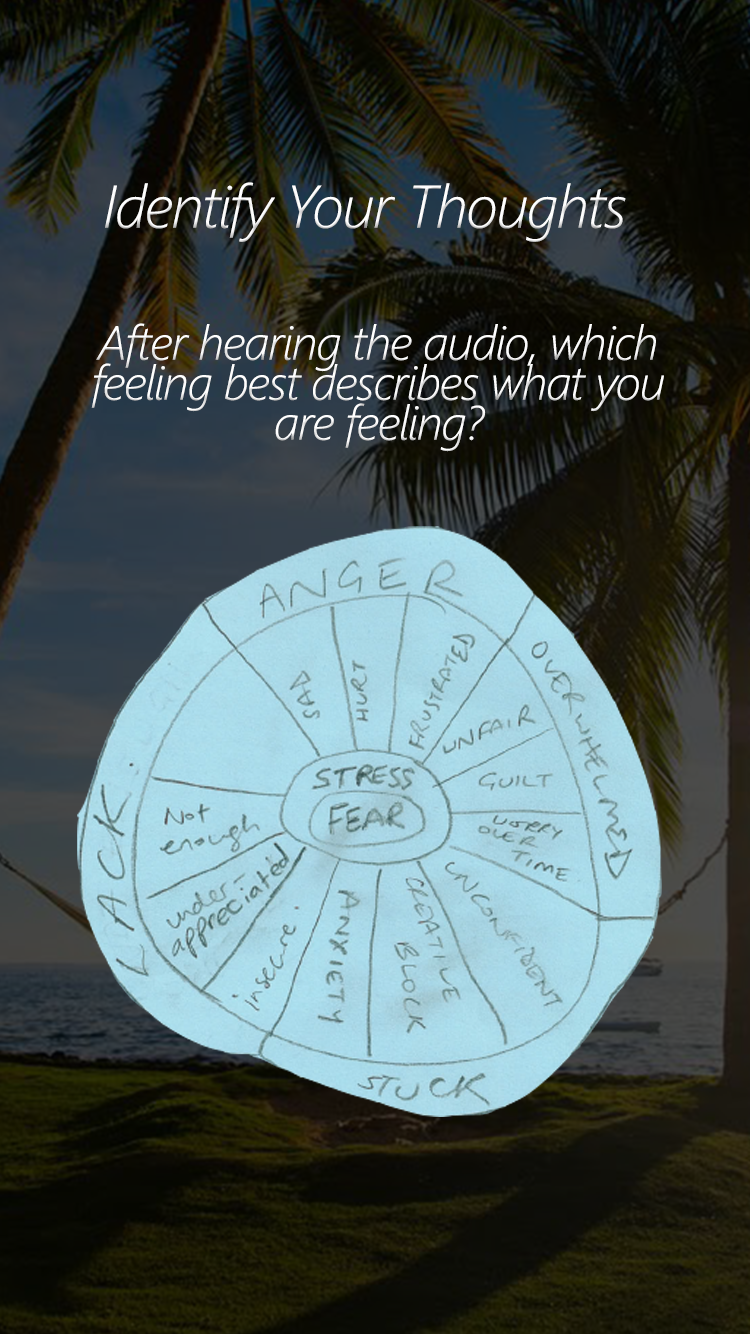 Identify Your Thoughts
After hearing the audio, which
feeling best describes what you
are feeling?
ANGER
SAD
HURT
FRUSTRATED
OVERWHELMED
UNFAIR
GUILT
WORRY
OVER
TIME
STRESS
FEAR
LACK
Not
enough
under-
appreciated
insecure.
STUCK
ANXIETY
CREATIVE
BLOCK
UNCONFIDENT